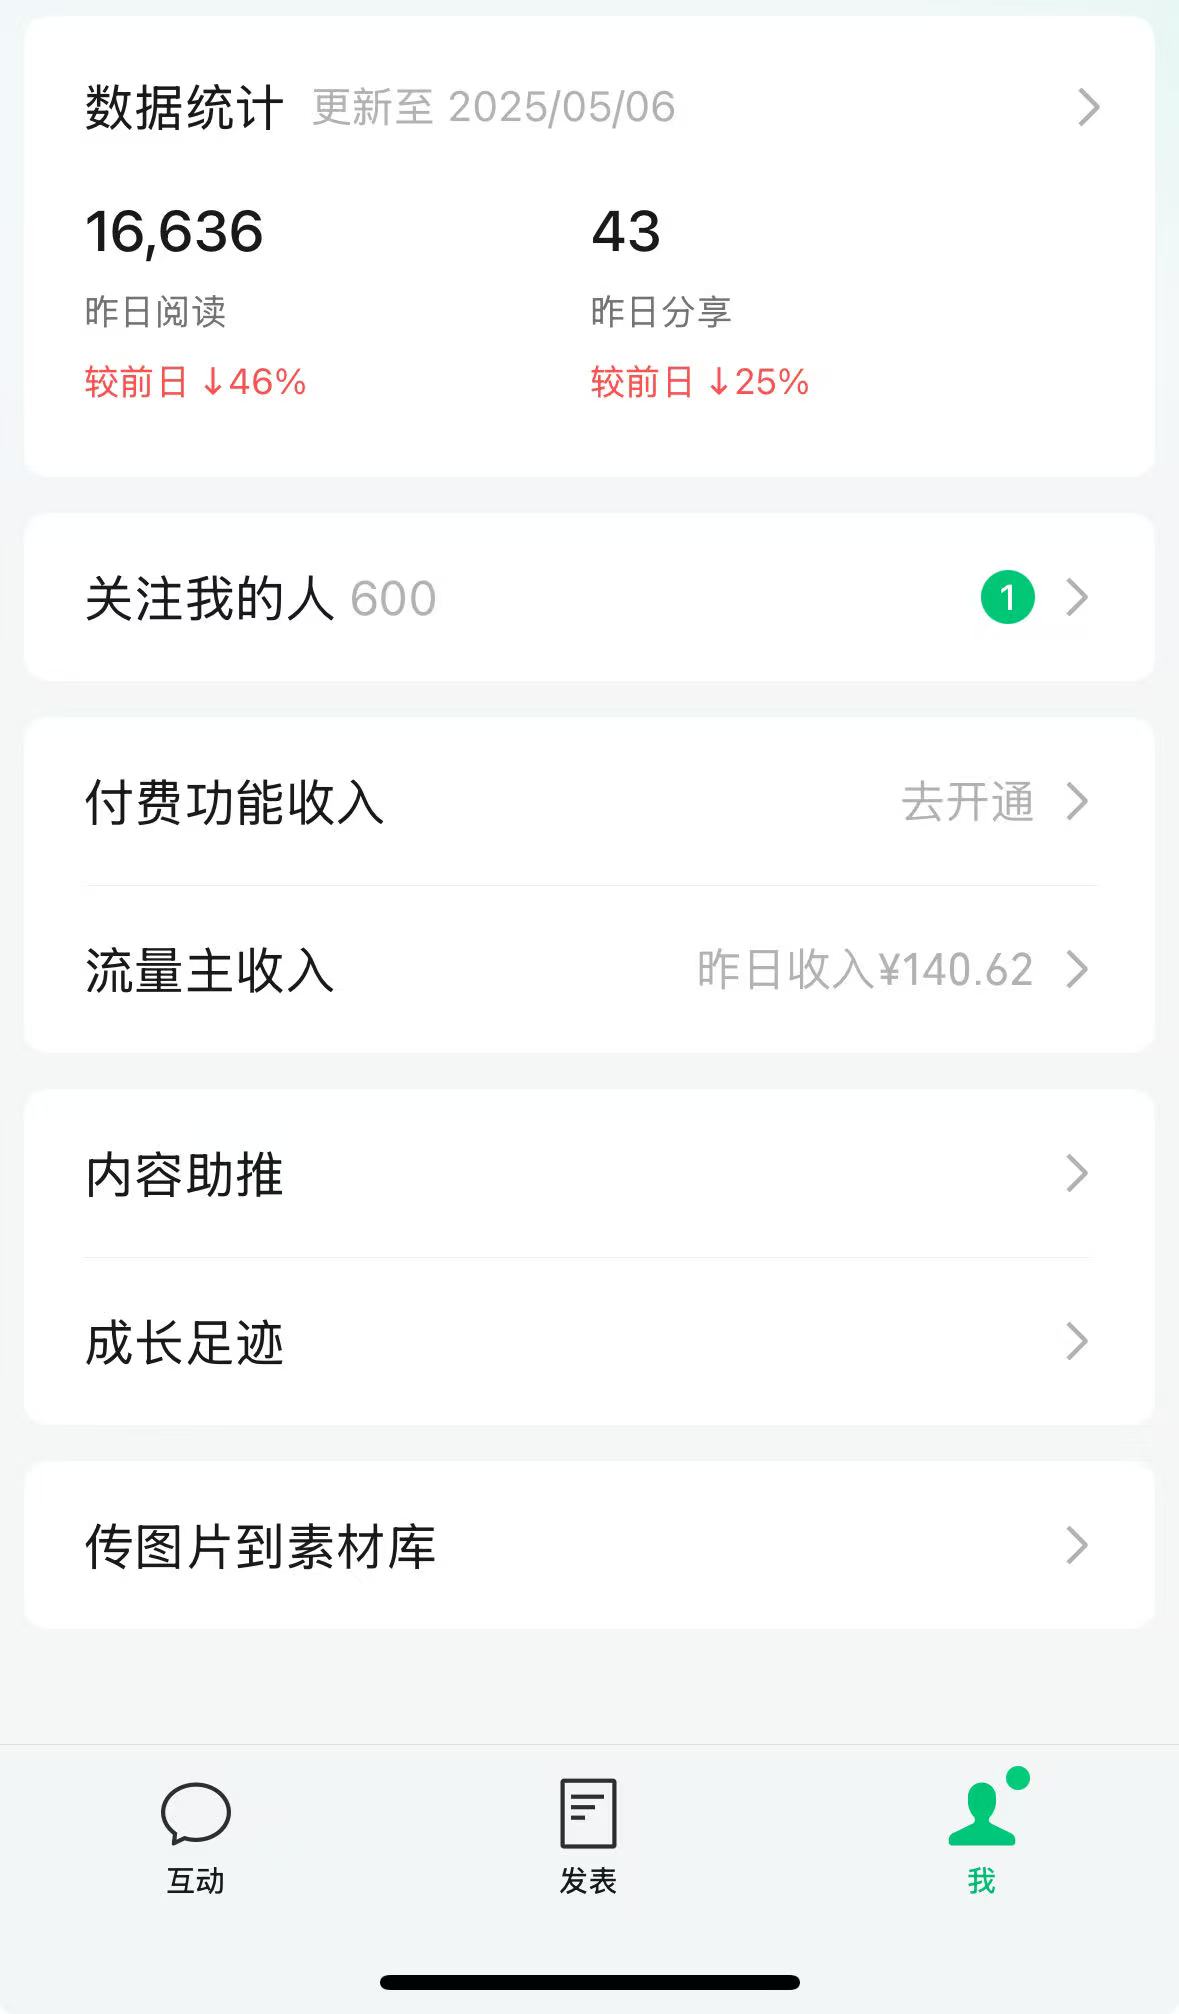 数据统计 更新至 2025/05/06
16,636 43
昨日阅读 昨日分享
较前日 ↓46% 较前日 ↓25%
关注我的人 600 1
付费功能收入 去开通
流量主收入 昨日收入¥140.62
内容助推
成长足迹
传图片到素材库
互动 发表 我